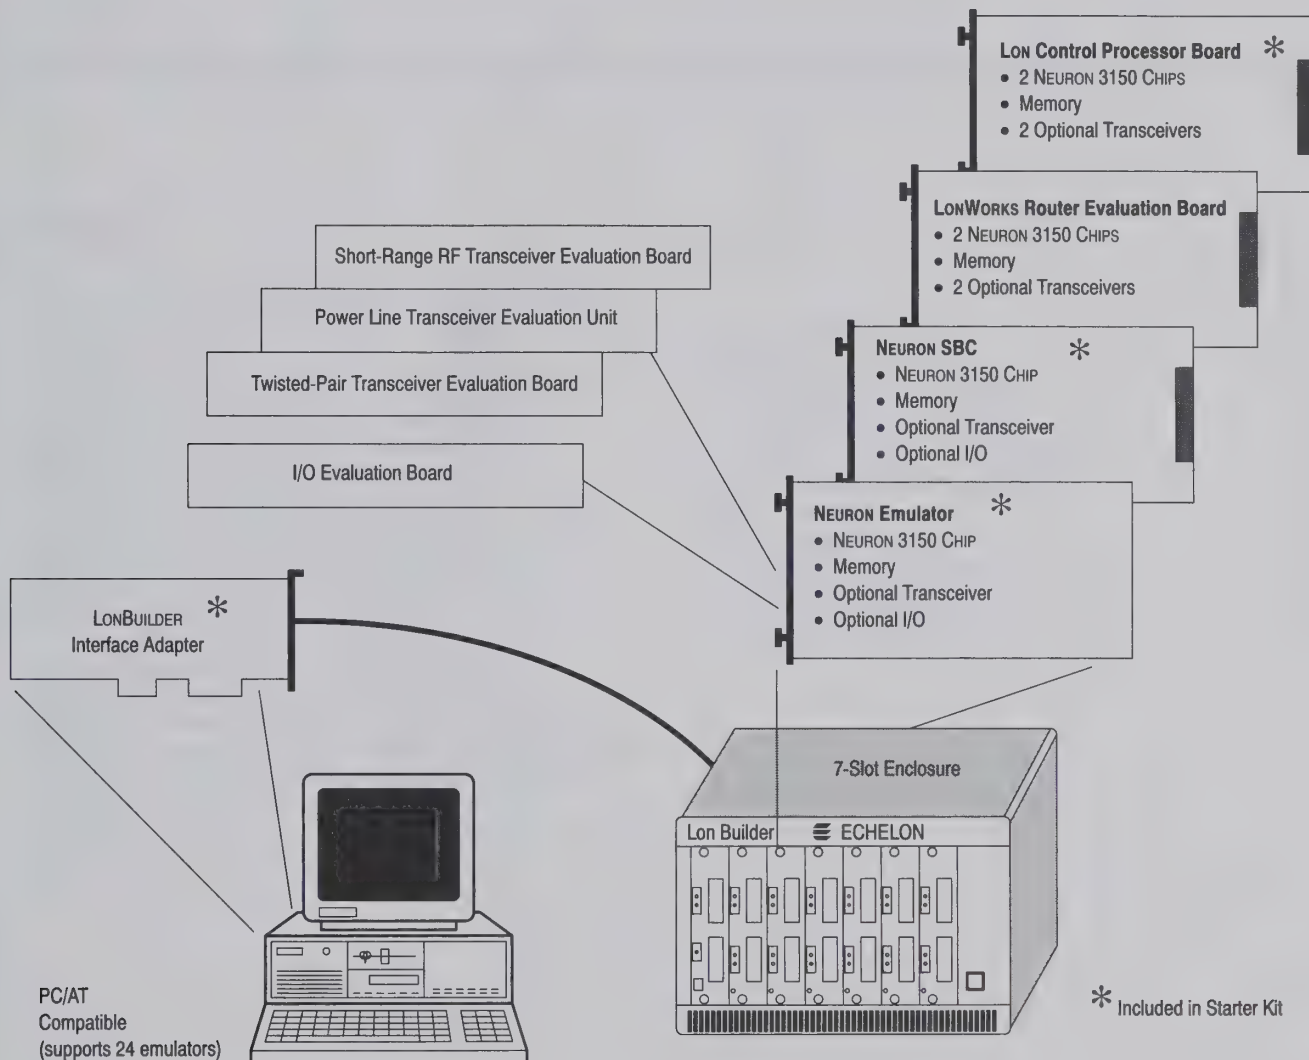 LON Control Processor Board *
• 2 NEURON 3150 CHIPS
• Memory
• 2 Optional Transceivers
LONWORKS Router Evaluation Board
• 2 NEURON 3150 CHIPS
• Memory
• 2 Optional Transceivers
NEURON SBC *
• NEURON 3150 CHIP
• Memory
• Optional Transceiver
• Optional I/O
NEURON Emulator *
• NEURON 3150 CHIP
• Memory
• Optional Transceiver
• Optional I/O
Short-Range RF Transceiver Evaluation Board
Power Line Transceiver Evaluation Unit
Twisted-Pair Transceiver Evaluation Board
I/O Evaluation Board
LONBUILDER *
Interface Adapter
7-Slot Enclosure
Lon Builder ECHELON
PC/AT
Compatible
(supports 24 emulators)
* Included in Starter Kit